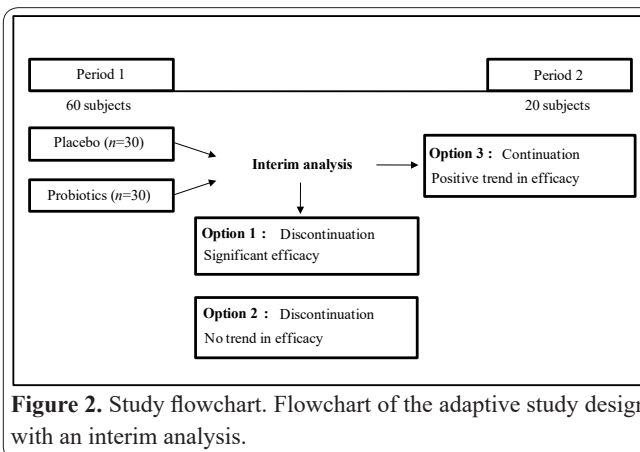 Period 1
Period 2
60 subjects
20 subjects
Placebo (n=30)
Probiotics (n=30)
Interim analysis
Option 3 : Continuation
Positive trend in efficacy
Option 1 : Discontinuation
Significant efficacy
Option 2 : Discontinuation
No trend in efficacy
Figure 2. Study flowchart. Flowchart of the adaptive study design
with an interim analysis.